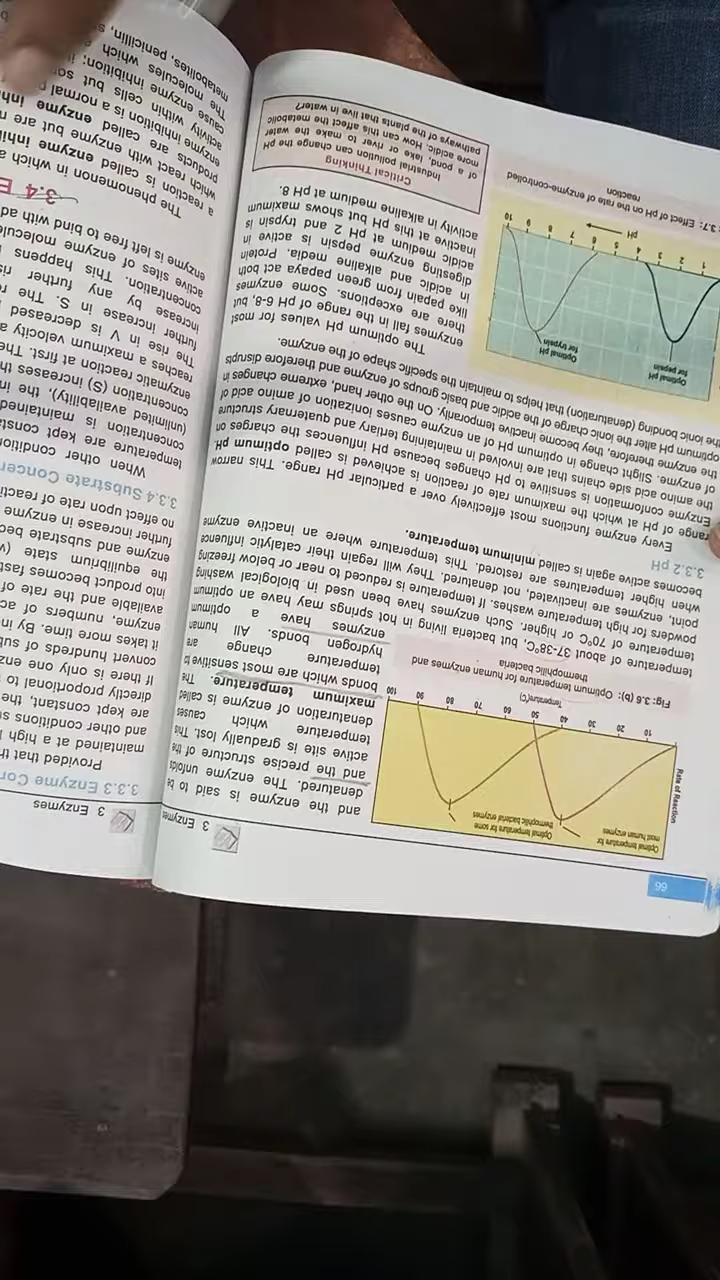 66
3 Enzymes
Optimal temperature for
most human enzymes
Optimal temperature for some
thermophilic bacterial enzymes
Rate of Reaction
10 20 30 40 50 60 70 80 90 100
Temperature(°C)
Fig: 3.6 (b): Optimum temperature for human enzymes and
thermophilic bacteria
and the enzyme is said to be
denatured. The enzyme unfolds
and the precise structure of the
active site is gradually lost. This
temperature which causes
denaturation of enzyme is called
maximum temperature. The
bonds which are most sensitive to
temperature change are
hydrogen bonds. All human
enzymes have a optimum
temperature of about 37-38°C, but bacteria living in hot springs may have an optimum
temperature of 70°C or higher. Such enzymes have been used in biological washing
powders for high temperature washes. If temperature is reduced to near or below freezing
point, enzymes are inactivated, not denatured. They will regain their catalytic influence
when higher temperatures are restored. This temperature where an inactive enzyme
becomes active again is called minimum temperature.
3.3.2 pH
Every enzyme functions most effectively over a particular pH range. This narrow
range of pH at which the maximum rate of reaction is achieved is called optimum pH.
Enzyme conformation is sensitive to pH changes because pH influences the charges on
the amino acid side chains that are involved in maintaining tertiary and quaternary structure
of enzyme. Slight change in optimum pH of an enzyme causes ionization of amino acid of
the enzyme therefore, they become inactive temporally. On the other hand, extreme changes in
optimum pH alter the ionic charge of the acidic and basic groups of enzyme and therefore disrupts
the ionic bonding (denaturation) that helps to maintain the specific shape of the enzyme.
Optimal pH
for pepsin
Optimal pH
for trypsin
1 2 3 4 5 6 7 8 9 10
pH
3.7: Effect of pH on the rate of enzyme-controlled
reaction
The optimum pH values for most
enzymes fall in the range of pH 6-8, but
there are exceptions. Some enzymes
like papain from green papaya act both
in acidic and alkaline media. Protein
digesting enzyme pepsin is active in
acidic medium at pH 2 and trypsin is
inactive at this pH but shows maximum
activity in alkaline medium at pH 8.
Critical Thinking
Industrial pollution can change the pH
of a pond, lake or river to make the water
more acidic. How can this affect the metabolic
pathways of the plants that live in water?
3 Enzymes
3.3.3 Enzyme Con
Provided that th
maintained at a high
and other conditions
are kept constant, the
directly proportional to
If there is only one enz
convert hundreds of sub
it takes more time. By in
enzyme, numbers of ac
available and the rate of
into product becomes fast
the equilibrium state (
enzyme and substrate bec
further increase in enzyme
no effect upon rate of reacti
3.3.4 Substrate Concen
When other condition
temperature are kept consta
concentration is maintained
(unlimited availability), the in
concentration (S) increases th
enzymatic reaction at first. The
reaches a maximum velocity a
The rise in V is decreased
further increase in S. The
increase by any further
concentration. This happens
active sites of enzyme molecule
enzyme is left free to bind with ad
3.4 E
The phenomenon in which a
a reaction is called enzyme inhi
which react with enzyme but are
products are called enzyme inhi
enzyme inhibition is a normal
activity within cells but
cause enzyme inhibition;
The molecules which
metabolites, penicillin,